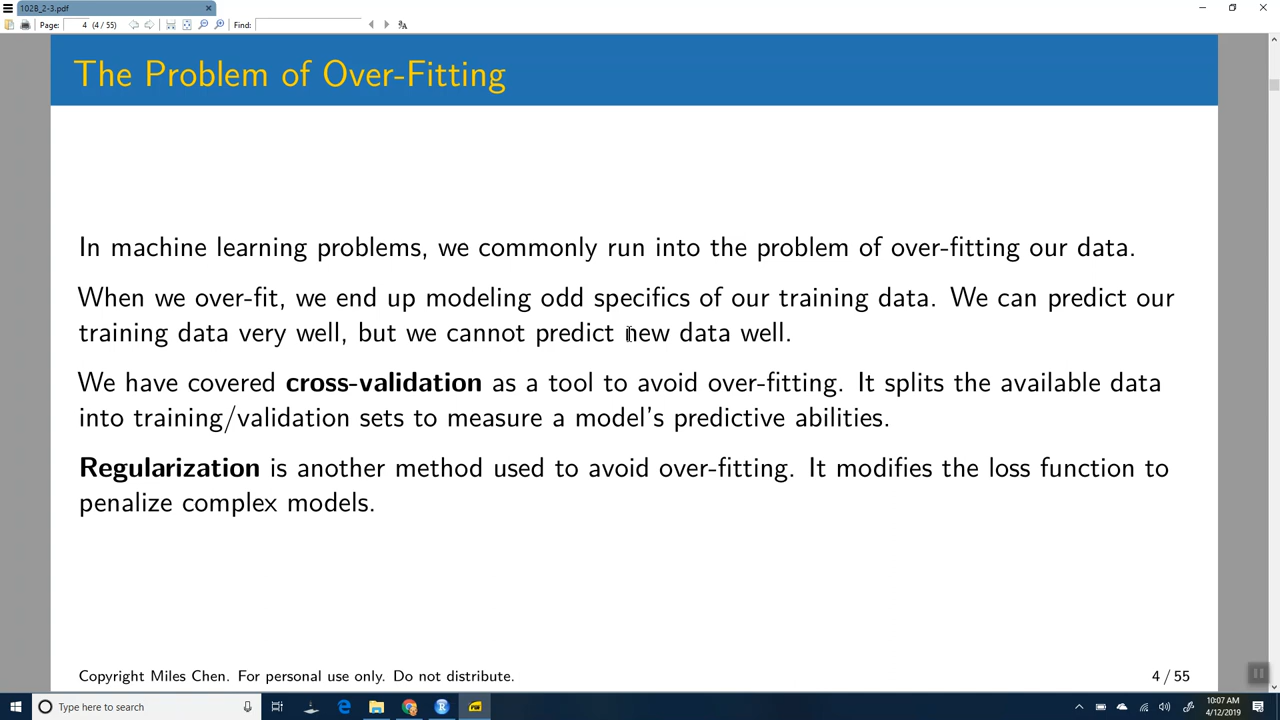 102B_2-3.pdf
Page: 4 (4 / 55) Find:
The Problem of Over-Fitting
In machine learning problems, we commonly run into the problem of over-fitting our data.
When we over-fit, we end up modeling odd specifics of our training data. We can predict our
training data very well, but we cannot predict new data well.
We have covered cross-validation as a tool to avoid over-fitting. It splits the available data
into training/validation sets to measure a model's predictive abilities.
Regularization is another method used to avoid over-fitting. It modifies the loss function to
penalize complex models.
Copyright Miles Chen. For personal use only. Do not distribute.
4 / 55
Type here to search
10:07 AM
4/12/2019